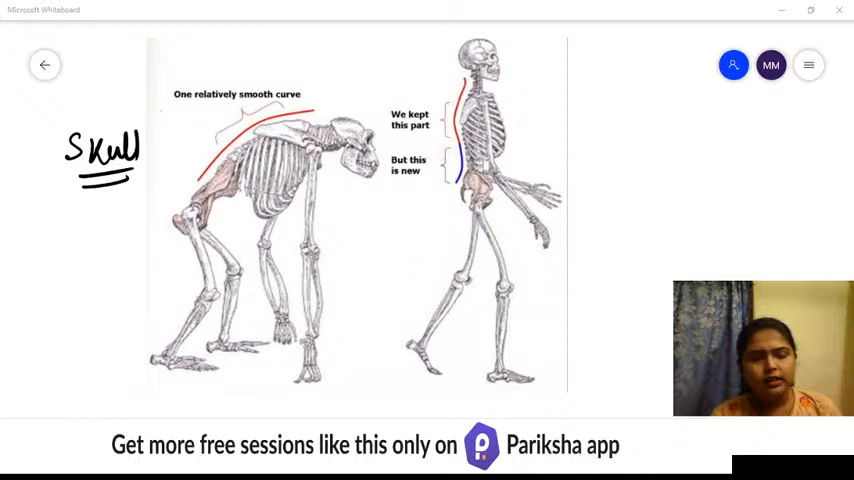 Microsoft Whiteboard
MM
One relatively smooth curve
Skull
We kept
this part
But this
is new
Get more free sessions like this only on Pariksha app